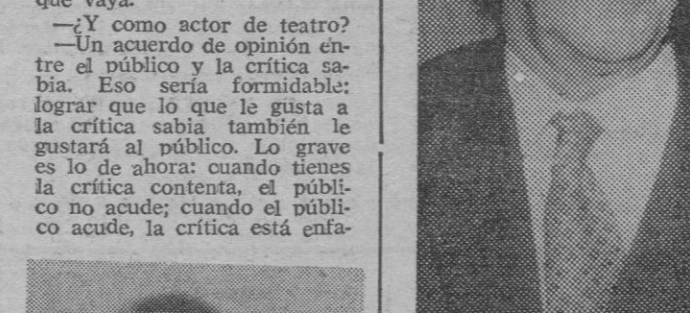 que vaya.
—¿Y como actor de teatro?
—Un acuerdo de opinión en-
tre el público y la crítica sa-
bia. Eso sería formidable:
lograr que lo que le gusta a
la crítica sabia también le
gustará al público. Lo grave
es lo de ahora: cuando tienes
la crítica contenta, el públi-
co no acude; cuando el públi-
co acude, la crítica está enfa-